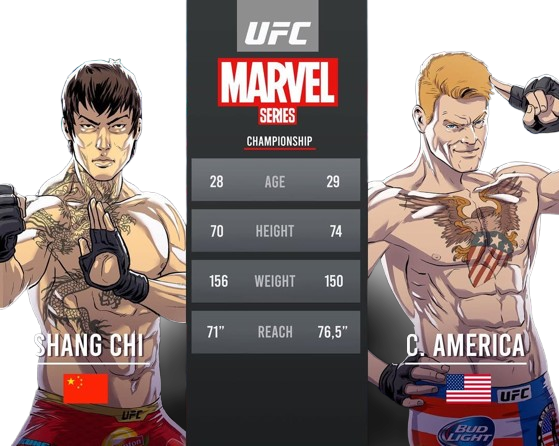 UFC
MARVEL
SERIES
CHAMPIONSHIP
28 AGE 29
70 HEIGHT 74
156 WEIGHT 150
71” REACH 76,5”
SHANG CHI
C. AMERICA
UFC
UFC
BUD
LIGHT